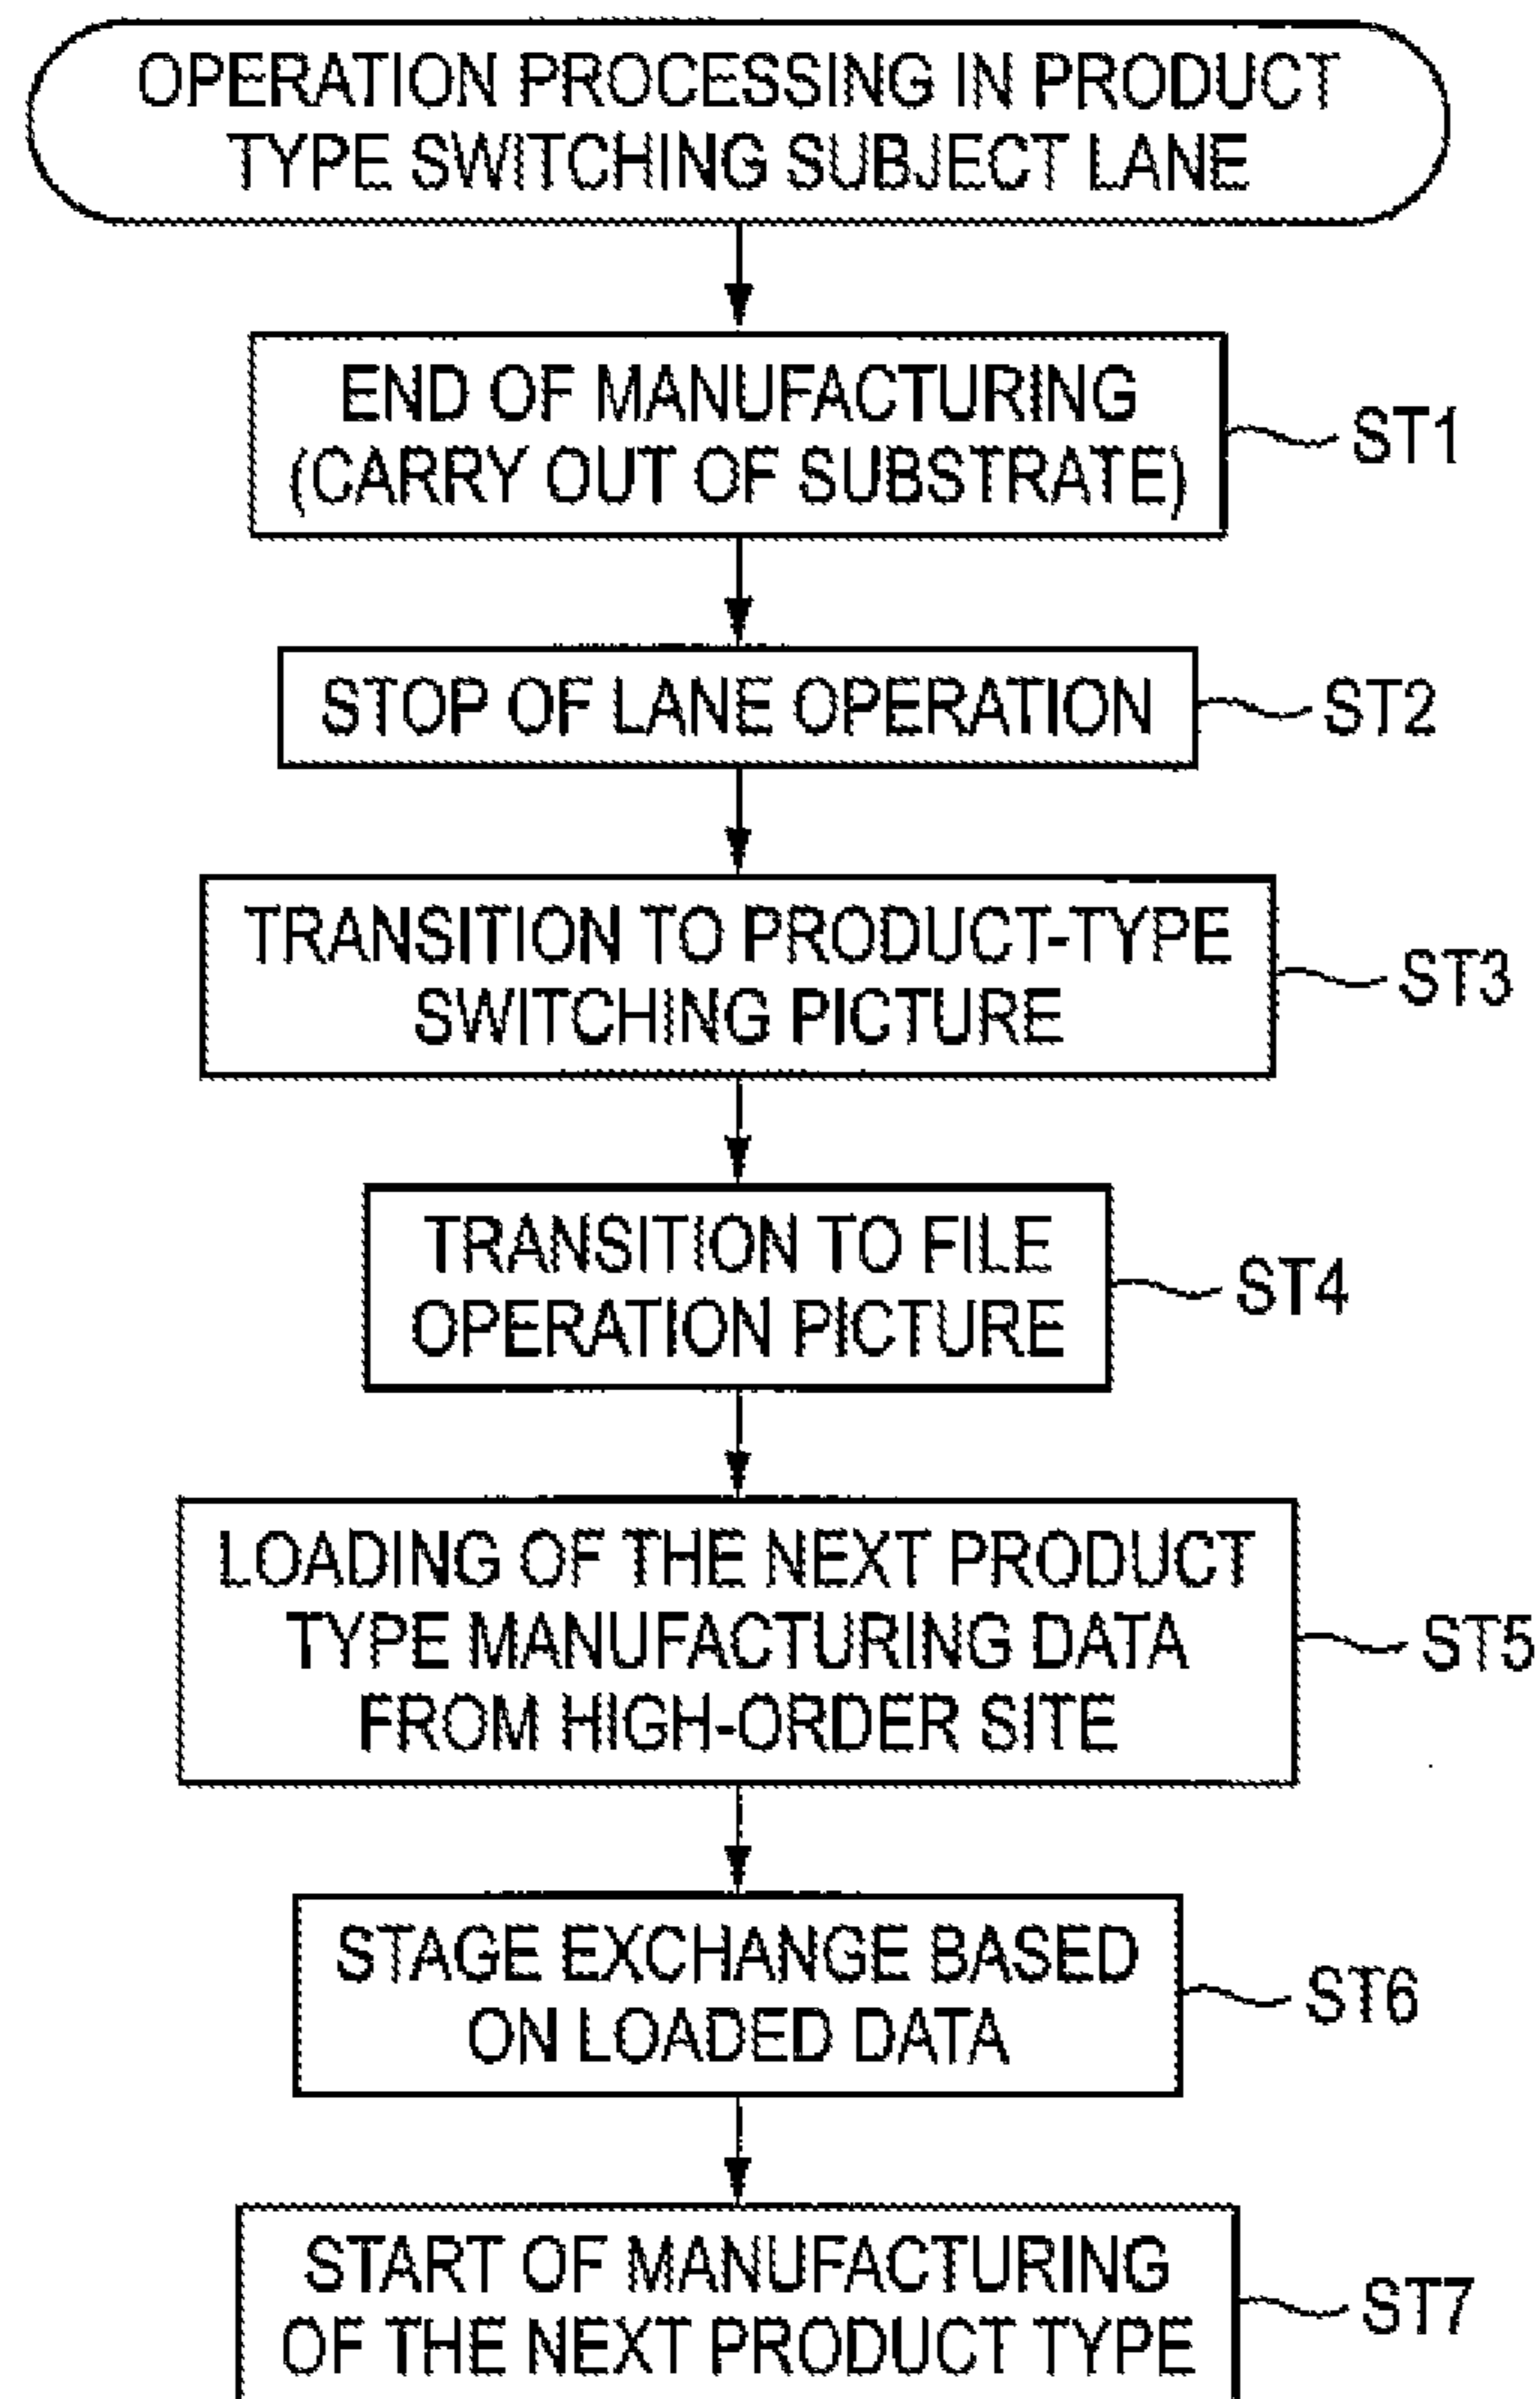 OPERATION PROCESSING IN PRODUCT
TYPE SWITCHING SUBJECT LANE
END OF MANUFACTURING
(CARRY OUT OF SUBSTRATE)
ST1
STOP OF LANE OPERATION
ST2
TRANSITION TO PRODUCT-TYPE
SWITCHING PICTURE
ST3
TRANSITION TO FILE
OPERATION PICTURE
ST4
LOADING OF THE NEXT PRODUCT
TYPE MANUFACTURING DATA
FROM HIGH-ORDER SITE
ST5
STAGE EXCHANGE BASED
ON LOADED DATA
ST6
START OF MANUFACTURING
OF THE NEXT PRODUCT TYPE
ST7